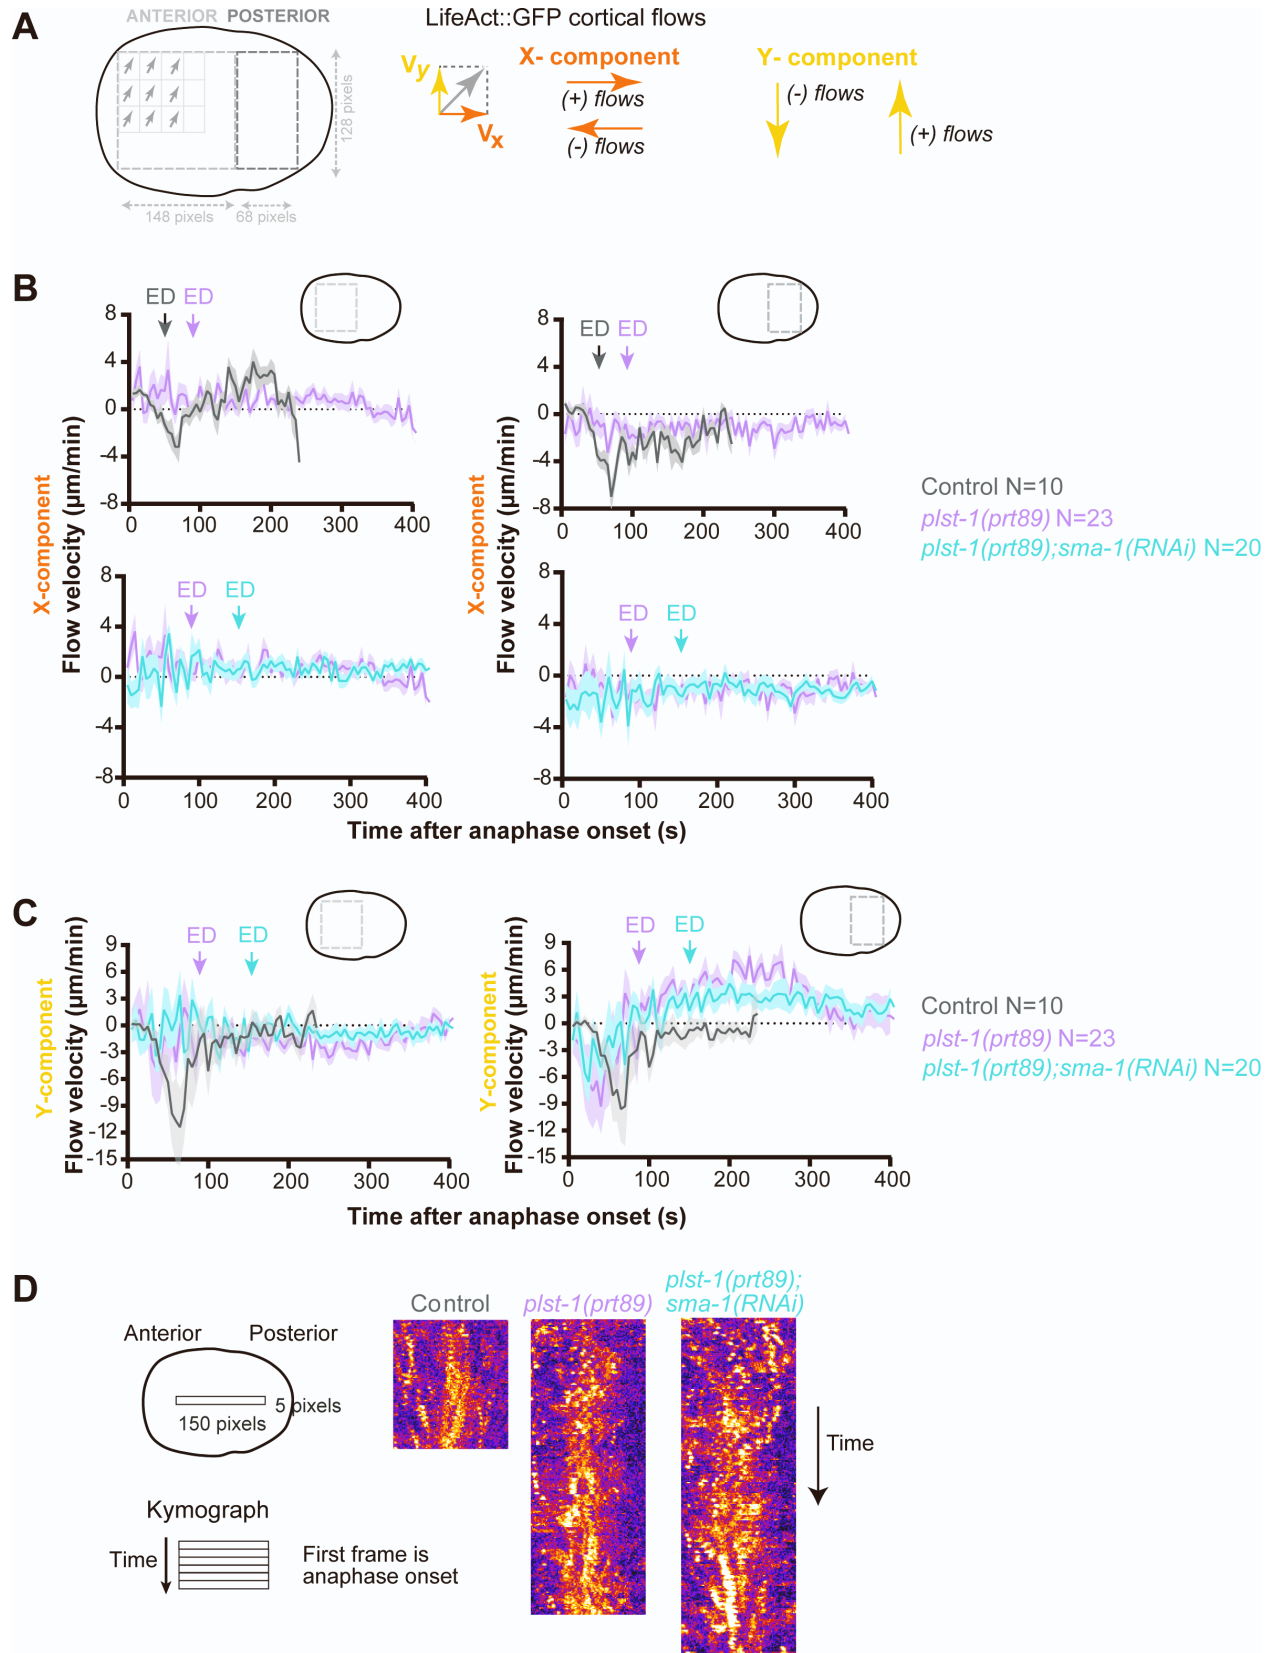 A
ANTERIOR POSTERIOR
128 pixels
148 pixels
68 pixels
LifeAct::GFP cortical flows
Vy
Vx
X- component
(+) flows
(-) flows
Y- component
(-) flows
(+) flows
B
X-component
Flow velocity (µm/min)
8
4
0
-4
-8
0 100 200 300 400
ED ED
X-component
Flow velocity (µm/min)
8
4
0
-4
-8
0 100 200 300 400
ED ED
Control N=10
plst-1(prt89) N=23
plst-1(prt89);sma-1(RNAi) N=20
8
4
0
-4
-8
0 100 200 300 400
ED ED
8
4
0
-4
-8
0 100 200 300 400
ED ED
Time after anaphase onset (s)
C
Y-component
Flow velocity (µm/min)
9
6
3
0
-3
-6
-9
-12
-15
0 100 200 300 400
ED ED
Y-component
Flow velocity (µm/min)
9
6
3
0
-3
-6
-9
-12
-15
0 100 200 300 400
ED ED
Control N=10
plst-1(prt89) N=23
plst-1(prt89);sma-1(RNAi) N=20
Time after anaphase onset (s)
D
Anterior Posterior
5 pixels
150 pixels
Kymograph
Time
First frame is
anaphase onset
Control
plst-1(prt89)
plst-1(prt89);
sma-1(RNAi)
Time